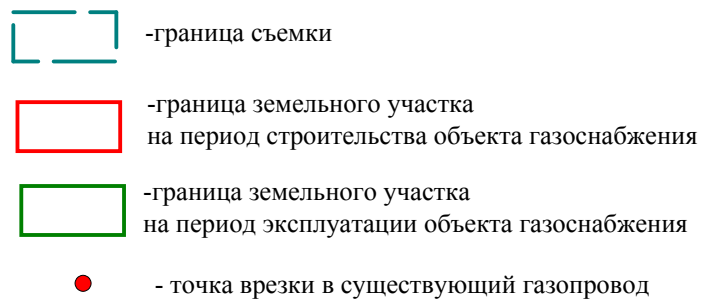 -граница съемки
-граница земельного участка
на период строительства объекта газоснабжения
-граница земельного участка
на период эксплуатации объекта газоснабжения
- точка врезки в существующий газопровод